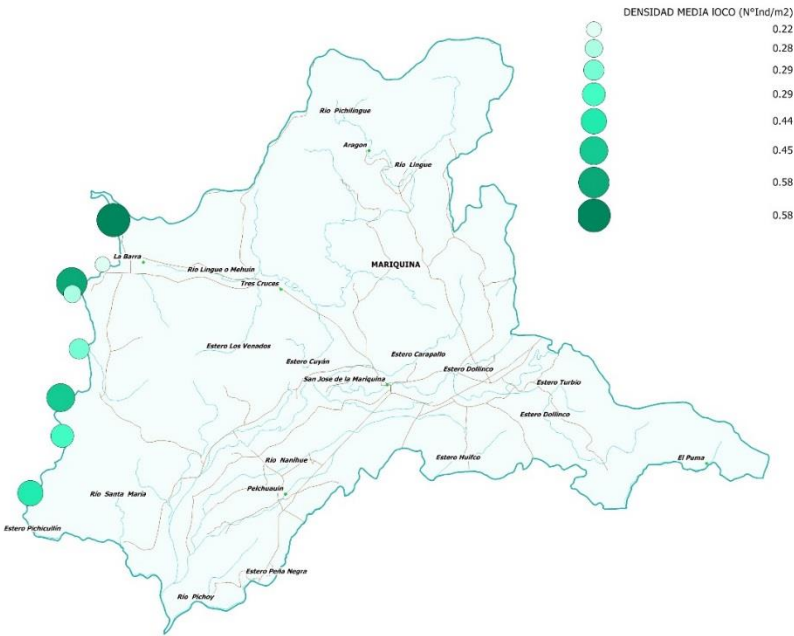 DENSIDAD MEDIA lOCO (N°Ind/m2)
0.22
0.28
0.29
0.29
0.44
0.45
0.58
0.58
Río Pichilingue
Aragon
Río Lingue
La Barra
MARIQUINA
Río Lingue o Mehuin
Tres Cruces
Estero Los Venados
Estero Cuyán
Estero Carapallo
Estero Dollinco
San Jose de la Mariquina
Estero Turbio
Estero Dollinco
Río Nanihue
Estero Huifco
El Puma
Pelchuauin
Río Santa María
Estero Pichicuilín
Estero Peña Negra
Río Pichoy